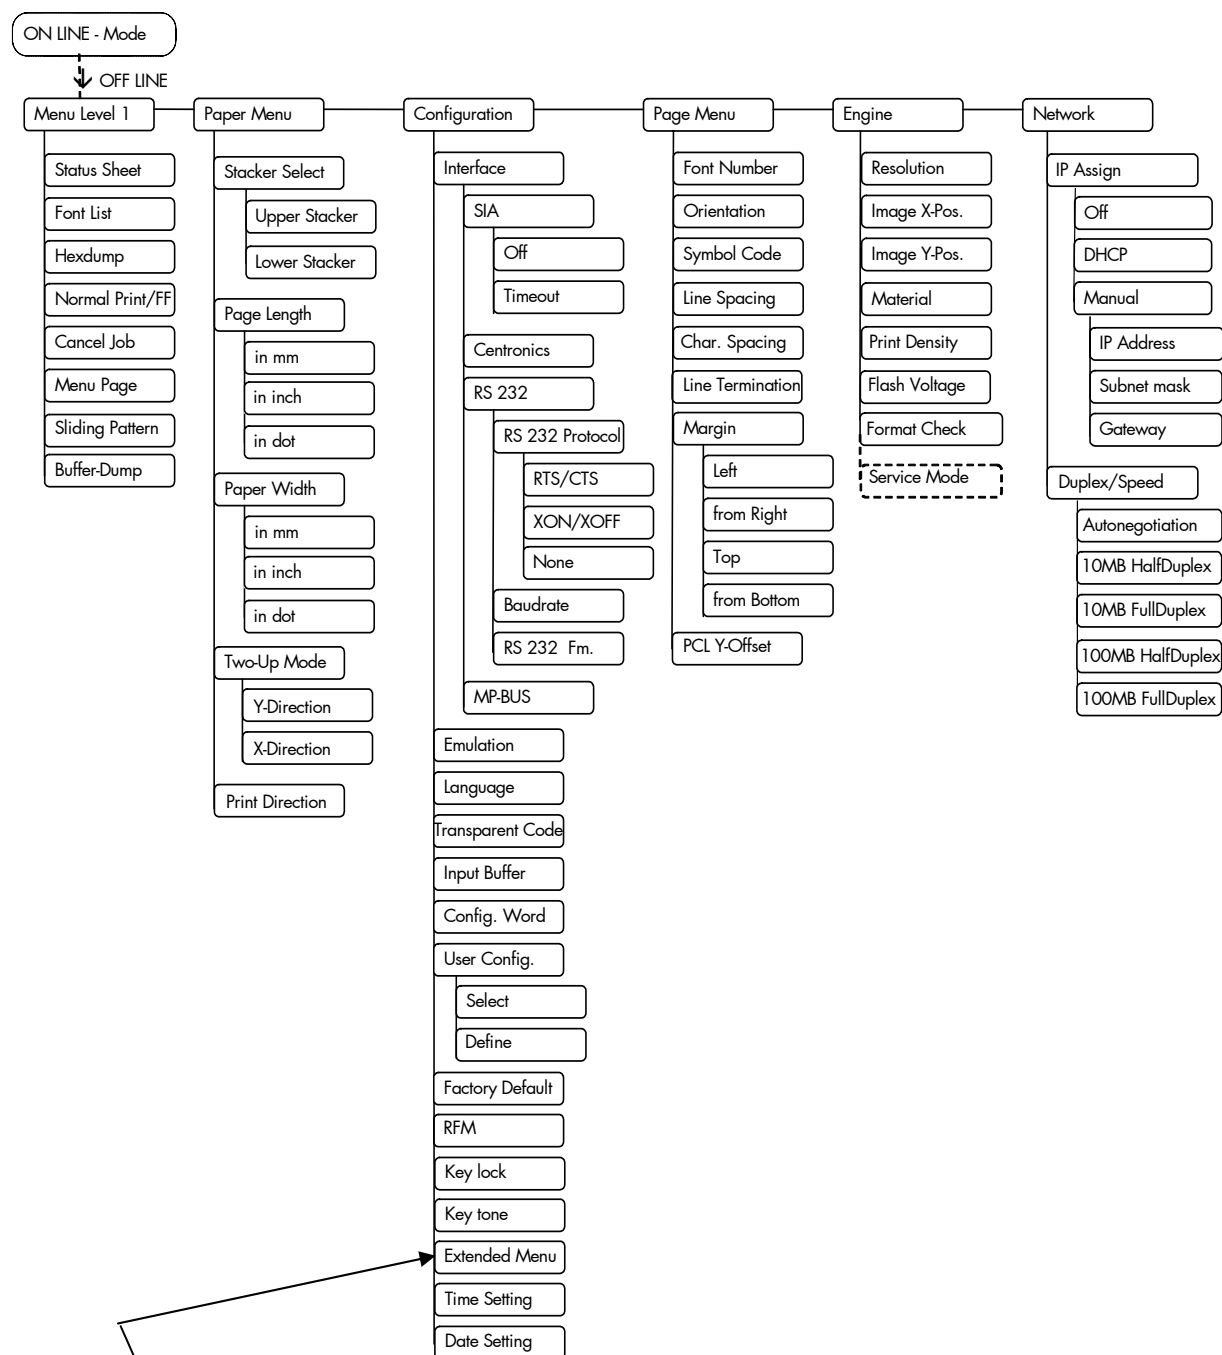 ON LINE - Mode
OFF LINE
Menu Level 1
Status Sheet
Font List
Hexdump
Normal Print/FF
Cancel Job
Menu Page
Sliding Pattern
Buffer-Dump
Paper Menu
Stacker Select
Upper Stacker
Lower Stacker
Page Length
in mm
in inch
in dot
Paper Width
in mm
in inch
in dot
Two-Up Mode
Y-Direction
X-Direction
Print Direction
Configuration
Interface
SIA
Off
Timeout
Centronics
RS 232
RS 232 Protocol
RTS/CTS
XON/XOFF
None
Baudrate
RS 232 Fm.
MP-BUS
Emulation
Language
Transparent Code
Input Buffer
Config. Word
User Config.
Select
Define
Factory Default
RFM
Key lock
Key tone
Extended Menu
Time Setting
Date Setting
Page Menu
Font Number
Orientation
Symbol Code
Line Spacing
Char. Spacing
Line Termination
Margin
Left
from Right
Top
from Bottom
PCL Y-Offset
Engine
Resolution
Image X-Pos.
Image Y-Pos.
Material
Print Density
Flash Voltage
Format Check
Service Mode
Network
IP Assign
Off
DHCP
Manual
IP Address
Subnet mask
Gateway
Duplex/Speed
Autonegotiation
10MB HalfDuplex
10MB FullDuplex
100MB HalfDuplex
100MB FullDuplex